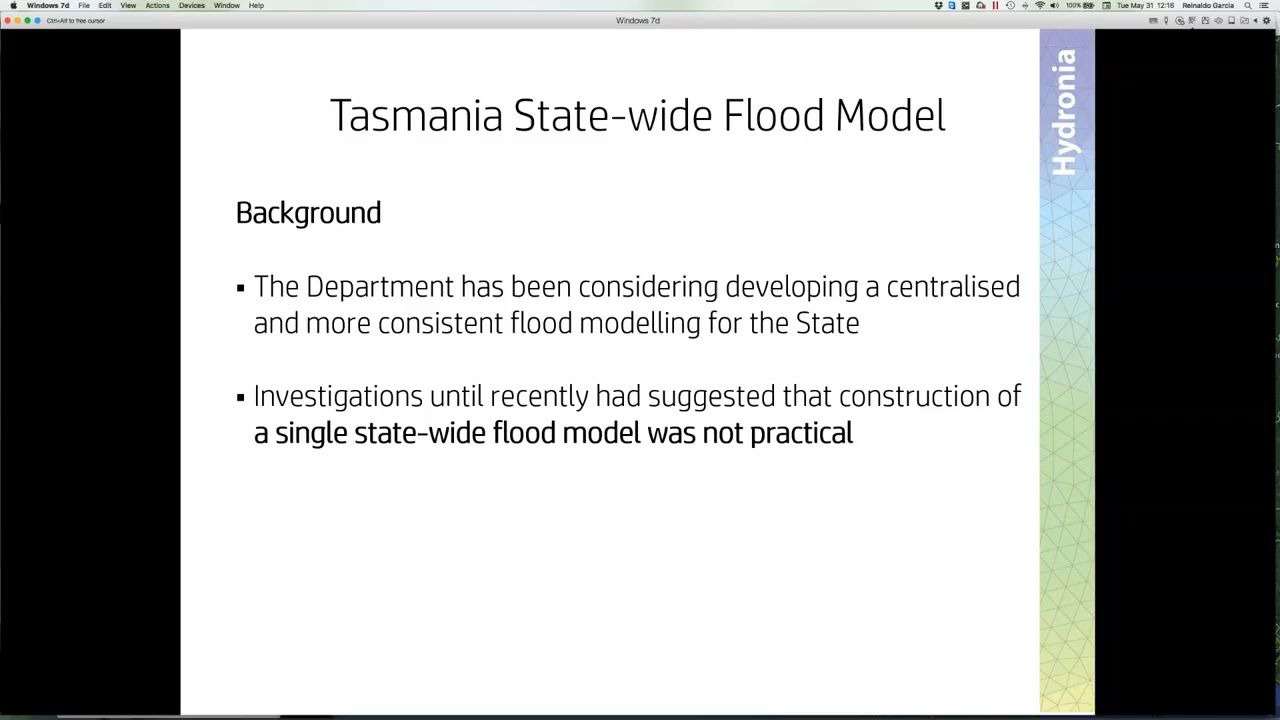 Windows 7d File Edit View Actions Devices Window Help 100% Tue May 31 12:16 Reinaldo Garcia
Ctrl+Alt to free cursor Windows 7d
Tasmania State-wide Flood Model
Hydronia
Background
▪ The Department has been considering developing a centralised
and more consistent flood modelling for the State
▪ Investigations until recently had suggested that construction of
a single state-wide flood model was not practical